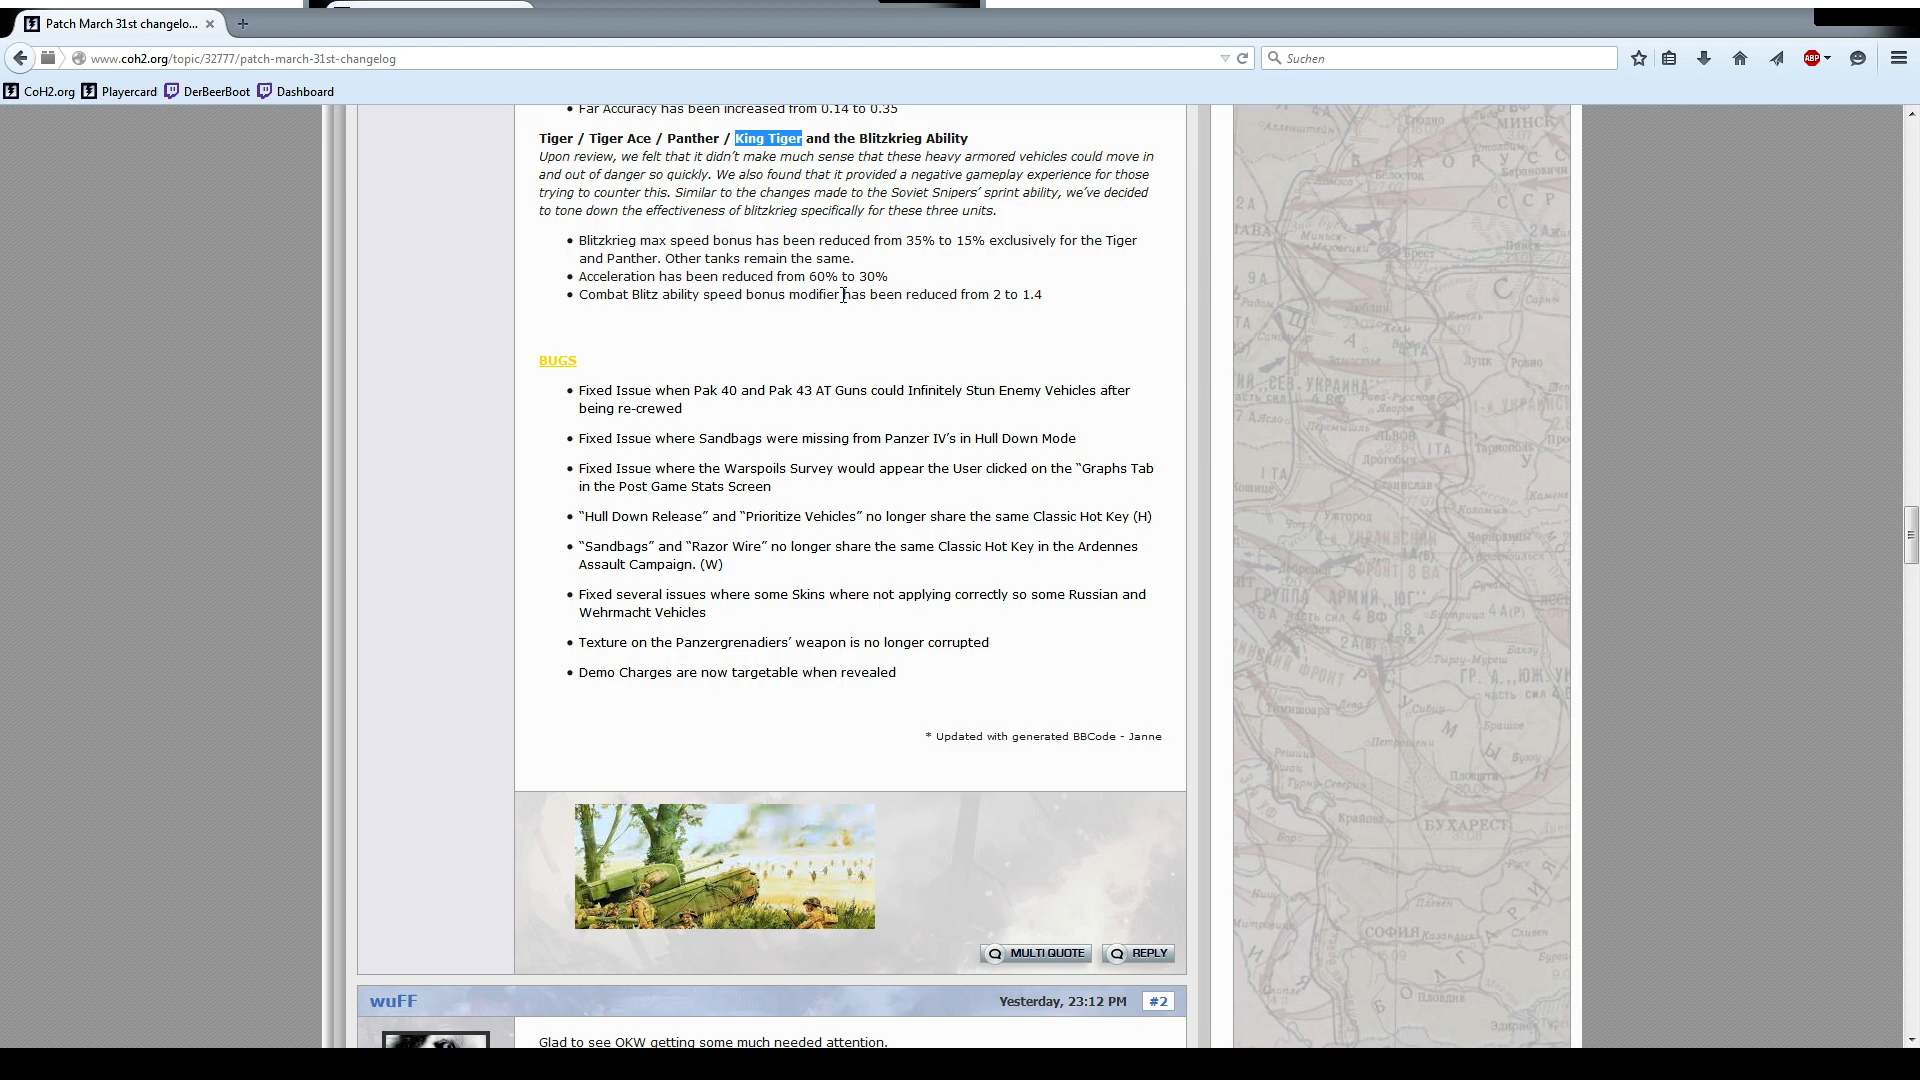 Patch March 31st changelo...
www.coh2.org/topic/32777/patch-march-31st-changelog
Suchen
ABP
CoH2.org Playercard DerBeerBoot Dashboard
Far Accuracy has been increased from 0.14 to 0.35
Tiger / Tiger Ace / Panther / King Tiger and the Blitzkrieg Ability
Upon review, we felt that it didn’t make much sense that these heavy armored vehicles could move in
and out of danger so quickly. We also found that it provided a negative gameplay experience for those
trying to counter this. Similar to the changes made to the Soviet Snipers’ sprint ability, we’ve decided
to tone down the effectiveness of blitzkrieg specifically for these three units.
Blitzkrieg max speed bonus has been reduced from 35% to 15% exclusively for the Tiger
and Panther. Other tanks remain the same.
Acceleration has been reduced from 60% to 30%
Combat Blitz ability speed bonus modifier has been reduced from 2 to 1.4
BUGS
Fixed Issue when Pak 40 and Pak 43 AT Guns could Infinitely Stun Enemy Vehicles after
being re-crewed
Fixed Issue where Sandbags were missing from Panzer IV’s in Hull Down Mode
Fixed Issue where the Warspoils Survey would appear the User clicked on the “Graphs Tab
in the Post Game Stats Screen
“Hull Down Release” and “Prioritize Vehicles” no longer share the same Classic Hot Key (H)
“Sandbags” and “Razor Wire” no longer share the same Classic Hot Key in the Ardennes
Assault Campaign. (W)
Fixed several issues where some Skins where not applying correctly so some Russian and
Wehrmacht Vehicles
Texture on the Panzergrenadiers’ weapon is no longer corrupted
Demo Charges are now targetable when revealed
* Updated with generated BBCode - Janne
MULTI QUOTE REPLY
wuFF Yesterday, 23:12 PM #2
Glad to see OKW getting some much needed attention.
МИНСК
БЕЛОРУСС
Брест
ЛЬВОВ
Дрогобыч
Ужгород
Крайова
БУХАРЕСТ
СОФИЯ
Пловдив